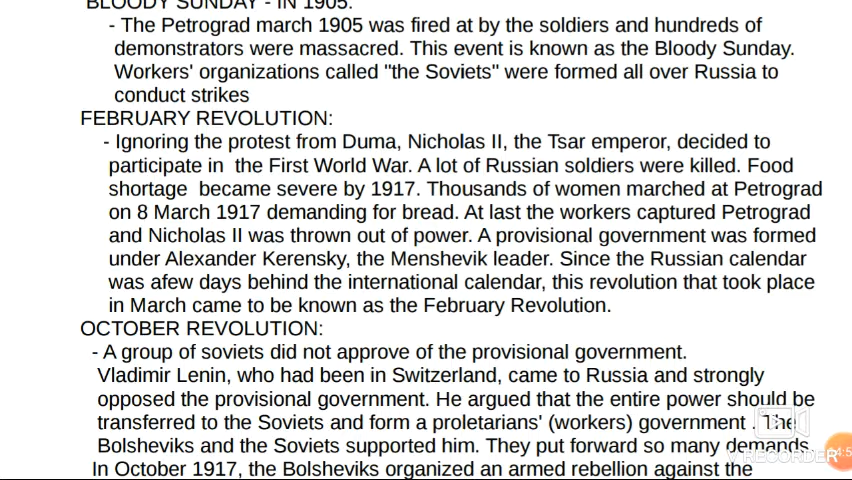 BLOODY SUNDAY - IN 1905:
- The Petrograd march 1905 was fired at by the soldiers and hundreds of
demonstrators were massacred. This event is known as the Bloody Sunday.
Workers' organizations called "the Soviets" were formed all over Russia to
conduct strikes
FEBRUARY REVOLUTION:
- Ignoring the protest from Duma, Nicholas II, the Tsar emperor, decided to
participate in the First World War. A lot of Russian soldiers were killed. Food
shortage became severe by 1917. Thousands of women marched at Petrograd
on 8 March 1917 demanding for bread. At last the workers captured Petrograd
and Nicholas II was thrown out of power. A provisional government was formed
under Alexander Kerensky, the Menshevik leader. Since the Russian calendar
was afew days behind the international calendar, this revolution that took place
in March came to be known as the February Revolution.
OCTOBER REVOLUTION:
- A group of soviets did not approve of the provisional government.
Vladimir Lenin, who had been in Switzerland, came to Russia and strongly
opposed the provisional government. He argued that the entire power should be
transferred to the Soviets and form a proletarians' (workers) government . The
Bolsheviks and the Soviets supported him. They put forward so many demands.
In October 1917, the Bolsheviks organized an armed rebellion against the
V RECORDER